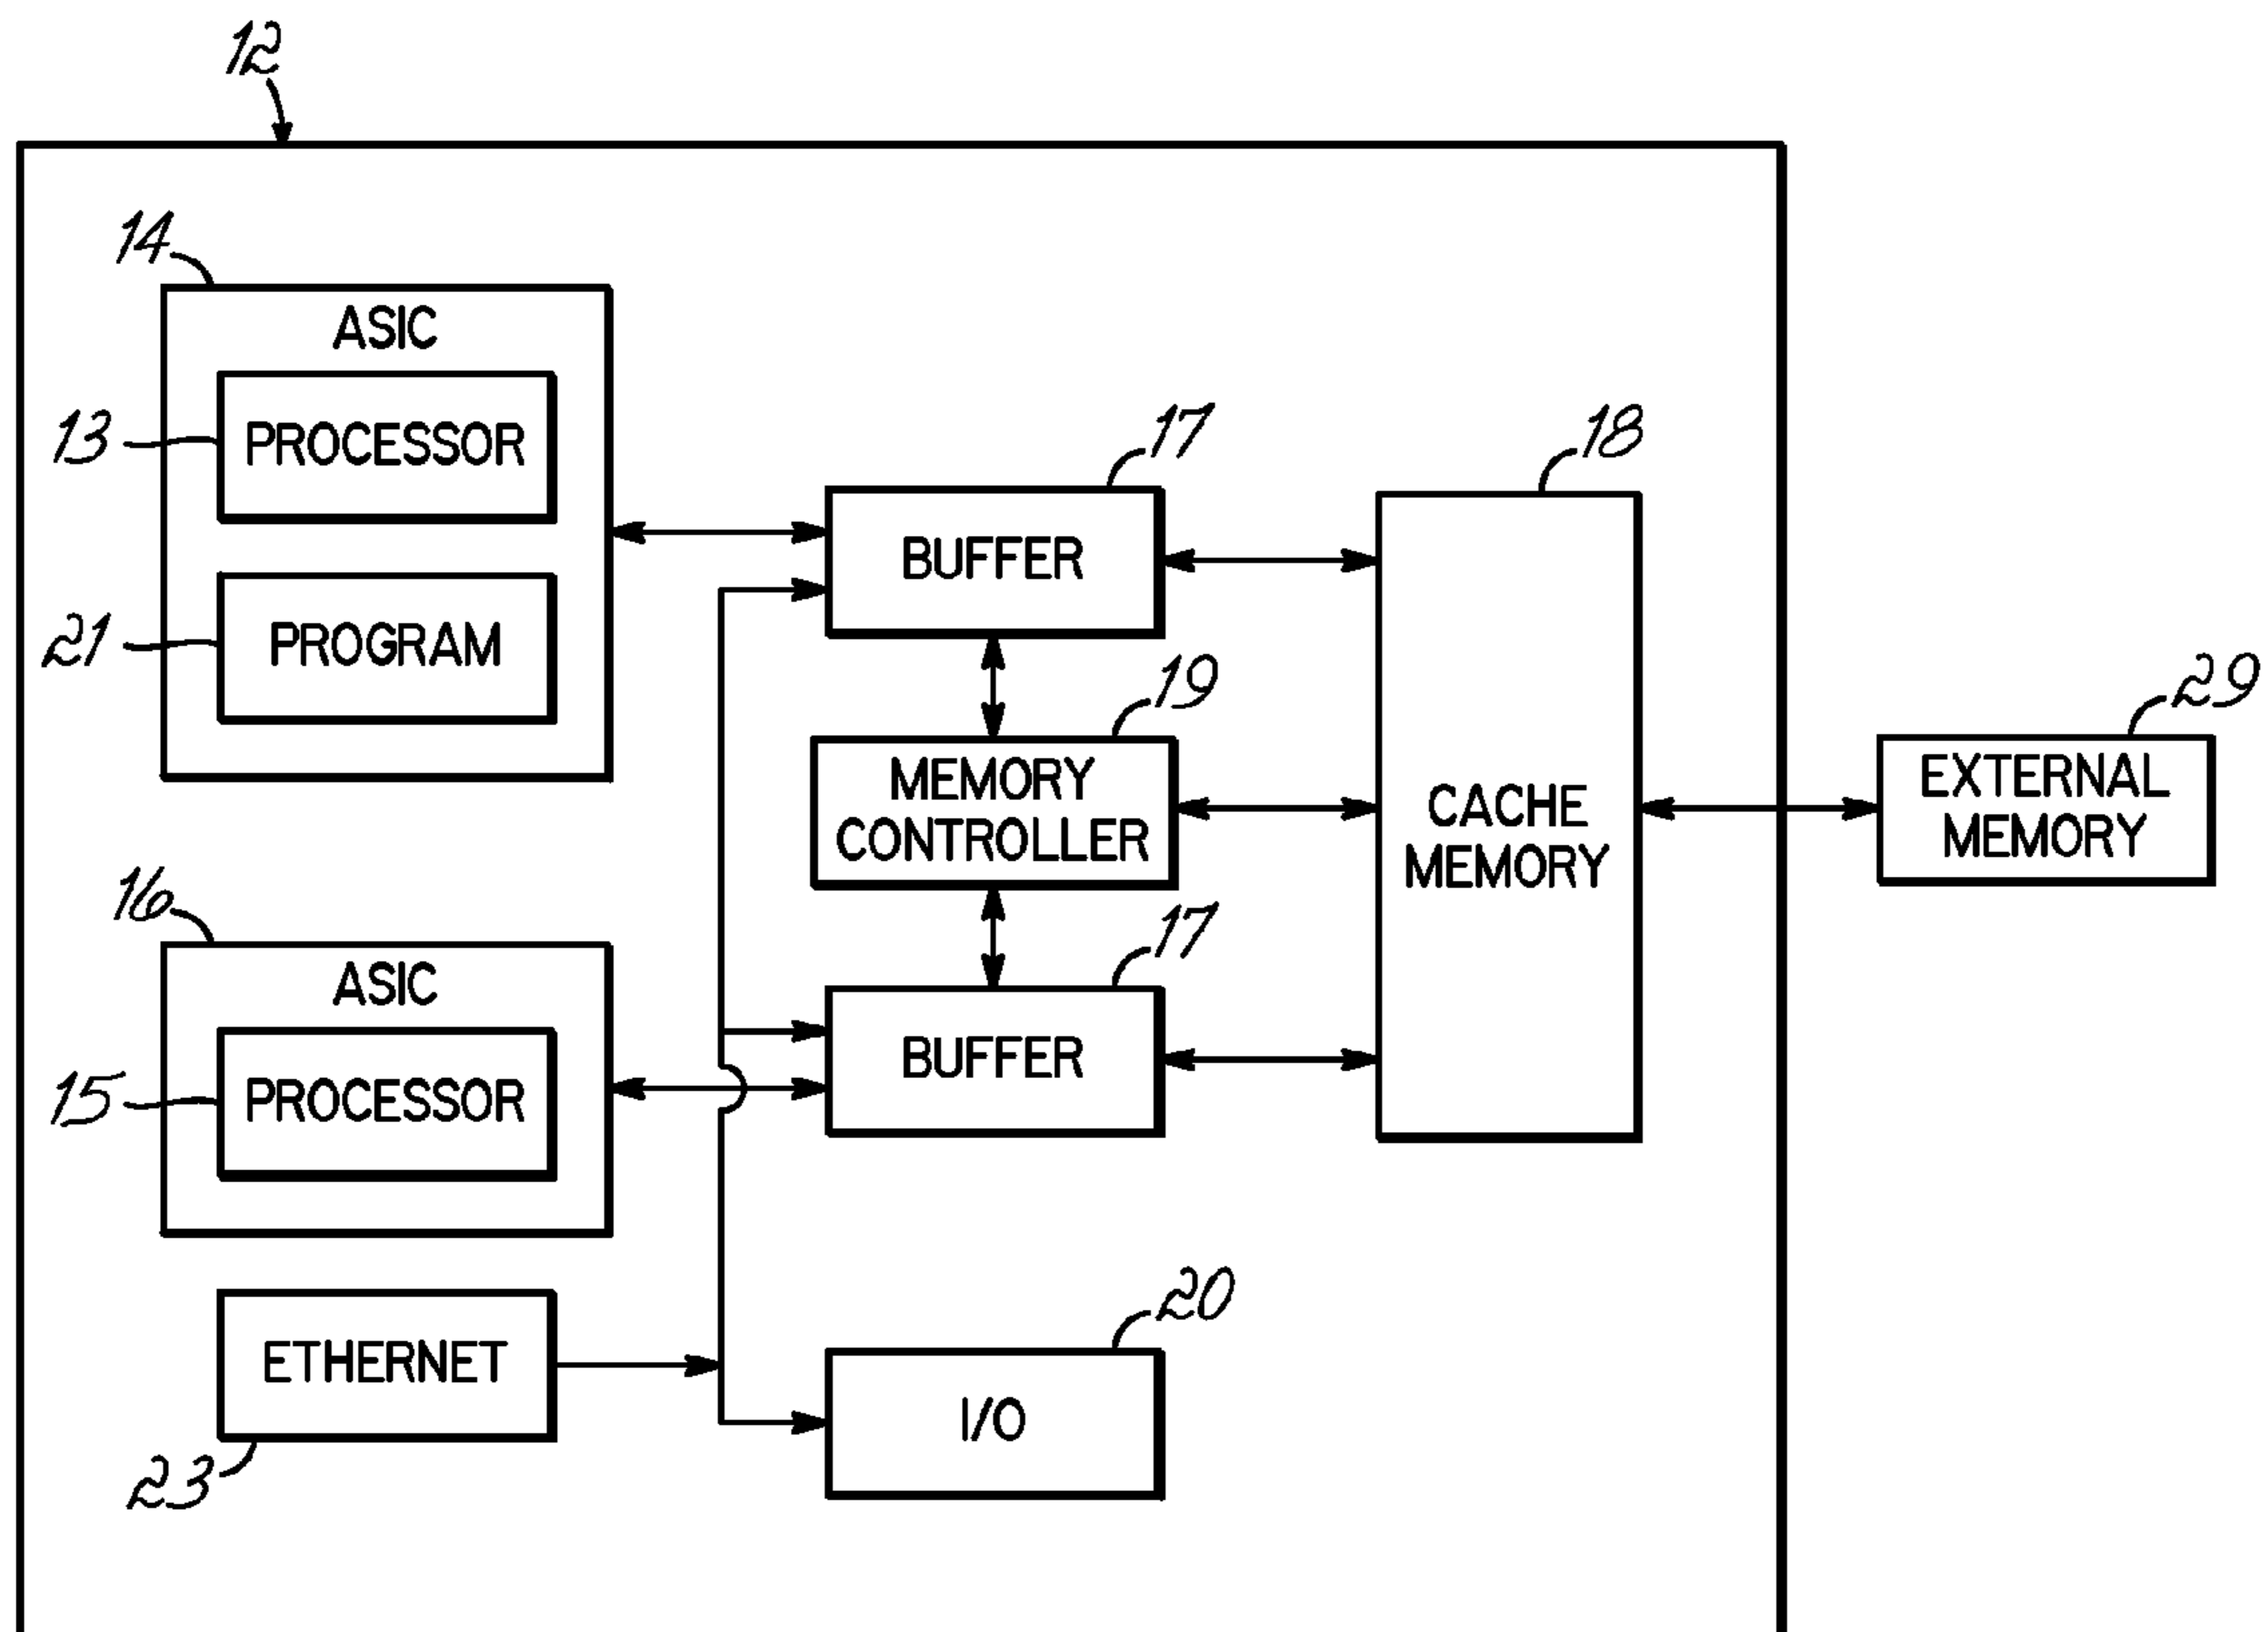 12
14
ASIC
13
PROCESSOR
21
PROGRAM
17
BUFFER
18
19
MEMORY
CONTROLLER
CACHE
MEMORY
29
EXTERNAL
MEMORY
16
ASIC
15
PROCESSOR
17
BUFFER
ETHERNET
23
20
I/O